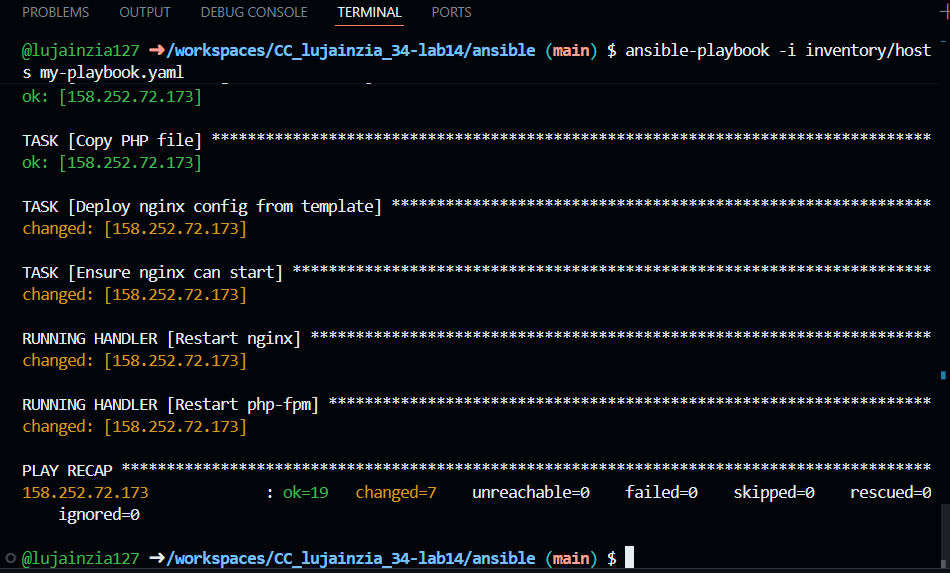 PROBLEMS OUTPUT DEBUG CONSOLE TERMINAL PORTS
@lujainzia127 ➜/workspaces/CC_lujainzia_34-lab14/ansible (main) $ ansible-playbook -i inventory/host
s my-playbook.yaml
ok: [158.252.72.173]
TASK [Copy PHP file] ********************************************************************************
ok: [158.252.72.173]
TASK [Deploy nginx config from template] ************************************************************
changed: [158.252.72.173]
TASK [Ensure nginx can start] ***********************************************************************
changed: [158.252.72.173]
RUNNING HANDLER [Restart nginx] *********************************************************************
changed: [158.252.72.173]
RUNNING HANDLER [Restart php-fpm] *******************************************************************
changed: [158.252.72.173]
PLAY RECAP ******************************************************************************************
158.252.72.173             : ok=19   changed=7    unreachable=0    failed=0    skipped=0    rescued=0
    ignored=0
@lujainzia127 ➜/workspaces/CC_lujainzia_34-lab14/ansible (main) $